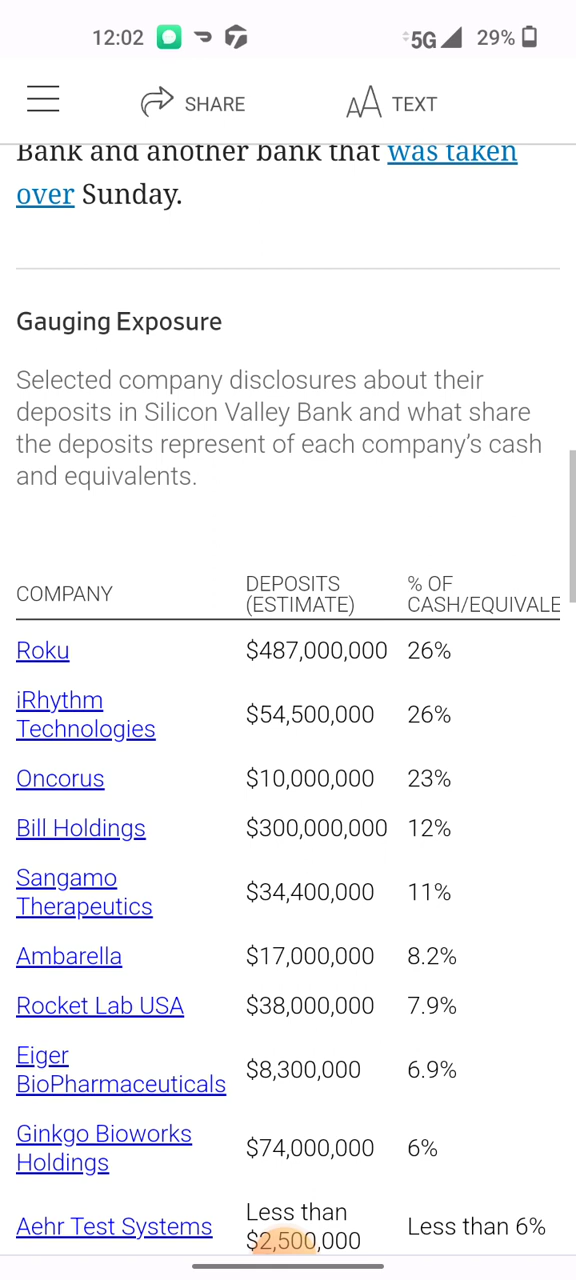 12:02
5G
29%
SHARE
TEXT
Bank and another bank that was taken
over Sunday.
Gauging Exposure
Selected company disclosures about their
deposits in Silicon Valley Bank and what share
the deposits represent of each company's cash
and equivalents.
COMPANY
DEPOSITS
(ESTIMATE)
% OF
CASH/EQUIVALE
Roku $487,000,000 26%
iRhythm
Technologies
$54,500,000 26%
Oncorus $10,000,000 23%
Bill Holdings $300,000,000 12%
Sangamo
Therapeutics
$34,400,000 11%
Ambarella $17,000,000 8.2%
Rocket Lab USA $38,000,000 7.9%
Eiger
BioPharmaceuticals
$8,300,000 6.9%
Ginkgo Bioworks
Holdings
$74,000,000 6%
Aehr Test Systems
Less than
$2,500,000
Less than 6%